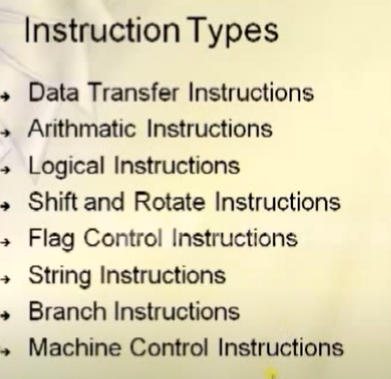 Instruction Types
→ Data Transfer Instructions
→ Arithmatic Instructions
→ Logical Instructions
→ Shift and Rotate Instructions
→ Flag Control Instructions
→ String Instructions
→ Branch Instructions
→ Machine Control Instructions